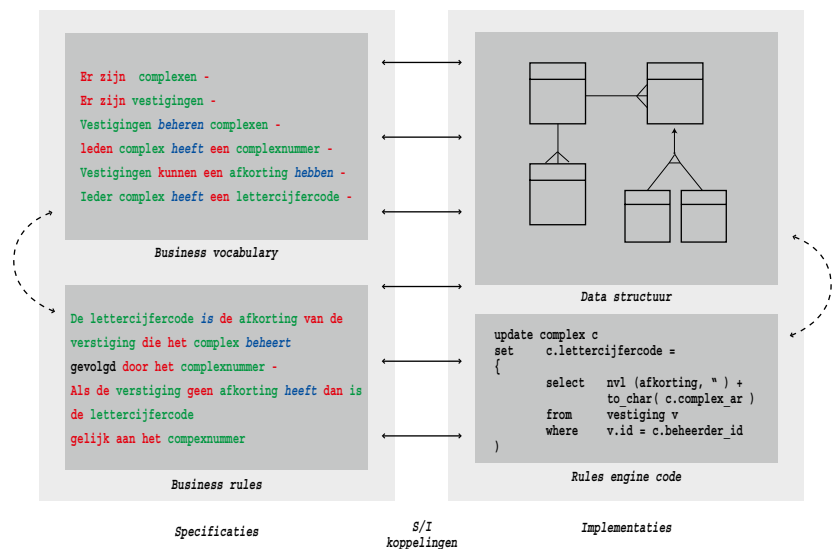 Er zijn complexen -
Er zijn vestigingen -
Vestigingen beheren complexen -
leden complex heeft een complexnummer -
Vestigingen kunnen een afkorting hebben -
Ieder complex heeft een lettercijfercode -
Business vocabulary
De lettercijfercode is de afkorting van de
verstiging die het complex beheert
gevolgd door het complexnummer -
Als de verstiging geen afkorting heeft dan is
de lettercijfercode
gelijk aan het compexnummer
Business rules
Specificaties
S/I
koppelingen
Data structuur
update complex c
set c.lettercijfercode =
{
select nvl (afkorting, “ ) +
to_char( c.complex_ar )
from vestiging v
where v.id = c.beheerder_id
)
Rules engine code
Implementaties